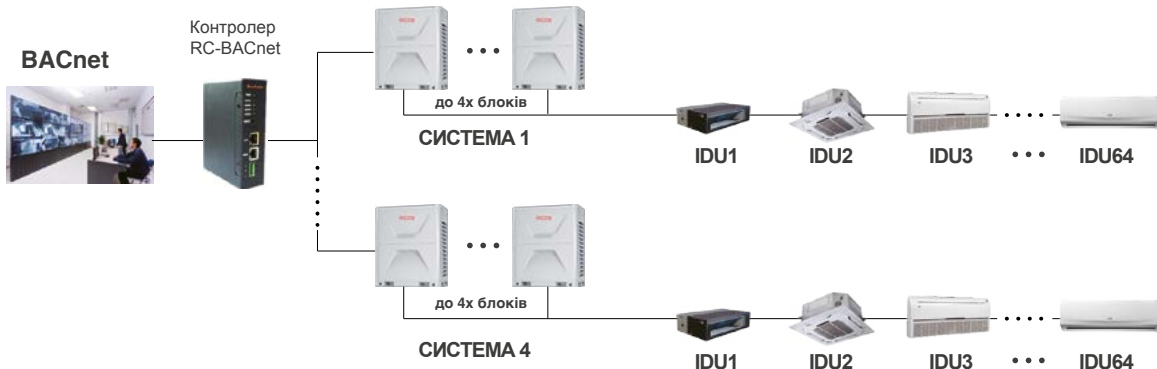 Контролер
RC-BACnet
BACnet
до 4х блоків
СИСТЕМА 1
IDU1 IDU2 IDU3 IDU64
до 4х блоків
СИСТЕМА 4
IDU1 IDU2 IDU3 IDU64